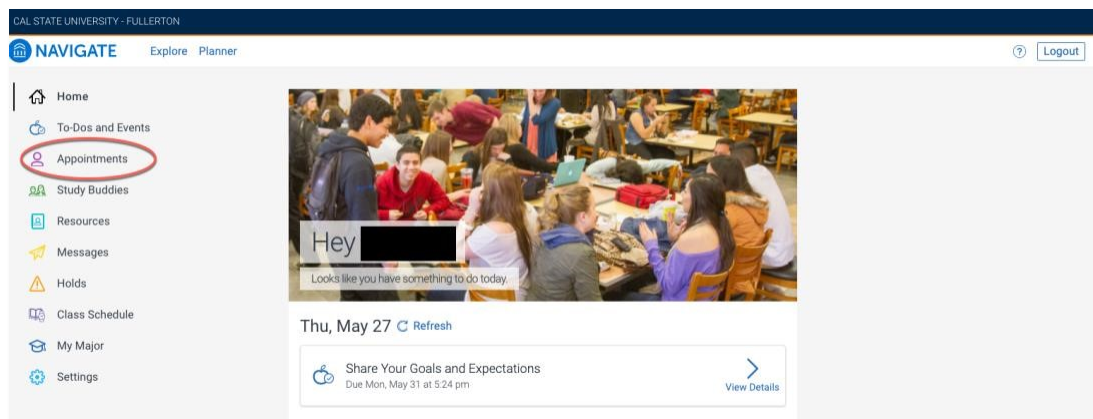 CAL STATE UNIVERSITY - FULLERTON
NAVIGATE Explore Planner ? Logout
Home
To-Dos and Events
Appointments
Study Buddies
Resources
Messages
Holds
Class Schedule
My Major
Settings
Hey
Looks like you have something to do today.
Thu, May 27 Refresh
Share Your Goals and Expectations
Due Mon, May 31 at 5:24 pm
View Details